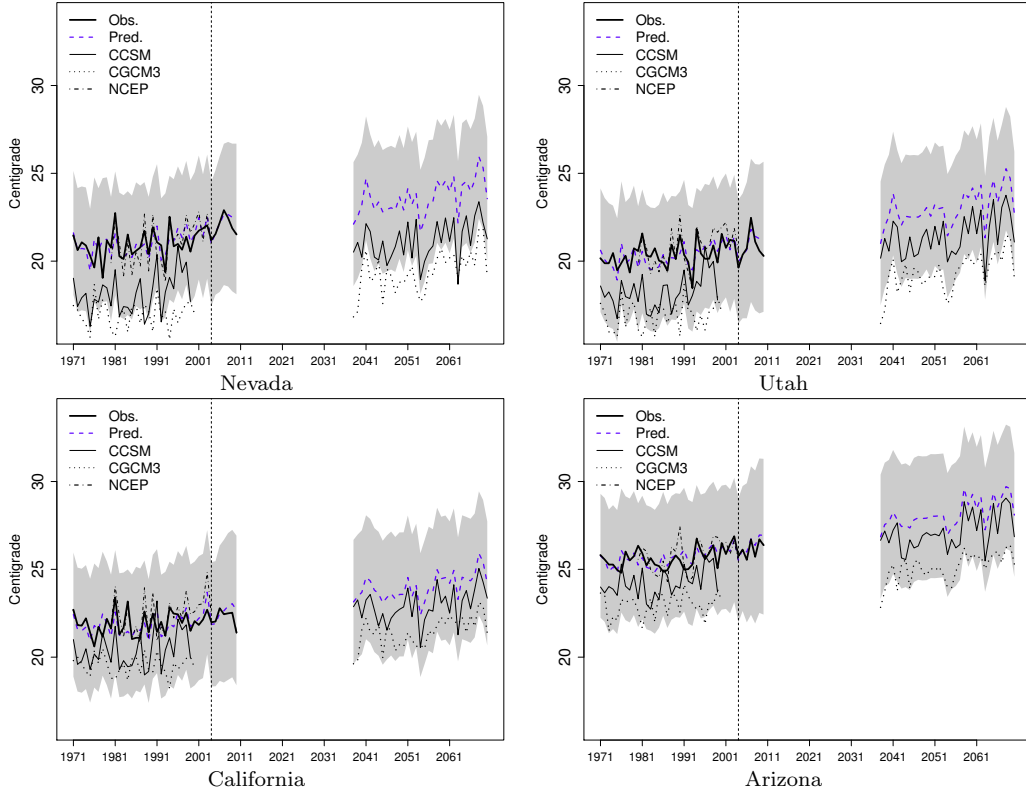 Obs.
Pred.
CCSM
CGCM3
NCEP
Centigrade
30
25
20
1971 1981 1991 2001 2011 2021 2031 2041 2051 2061
Nevada
Obs.
Pred.
CCSM
CGCM3
NCEP
Centigrade
30
25
20
1971 1981 1991 2001 2011 2021 2031 2041 2051 2061
Utah
Obs.
Pred.
CCSM
CGCM3
NCEP
Centigrade
30
25
20
1971 1981 1991 2001 2011 2021 2031 2041 2051 2061
California
Obs.
Pred.
CCSM
CGCM3
NCEP
Centigrade
30
25
20
1971 1981 1991 2001 2011 2021 2031 2041 2051 2061
Arizona